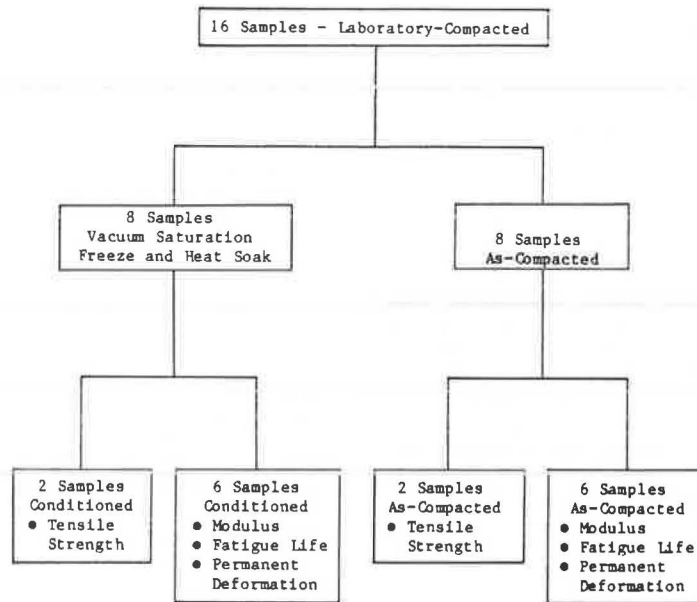 16 Samples - Laboratory-Compacted
8 Samples
Vacuum Saturation
Freeze and Heat Soak
8 Samples
As-Compacted
2 Samples
Conditioned
● Tensile
Strength
6 Samples
Conditioned
● Modulus
● Fatigue Life
● Permanent
Deformation
2 Samples
As-Compacted
● Tensile
Strength
6 Samples
As-Compacted
● Modulus
● Fatigue Life
● Permanent
Deformation